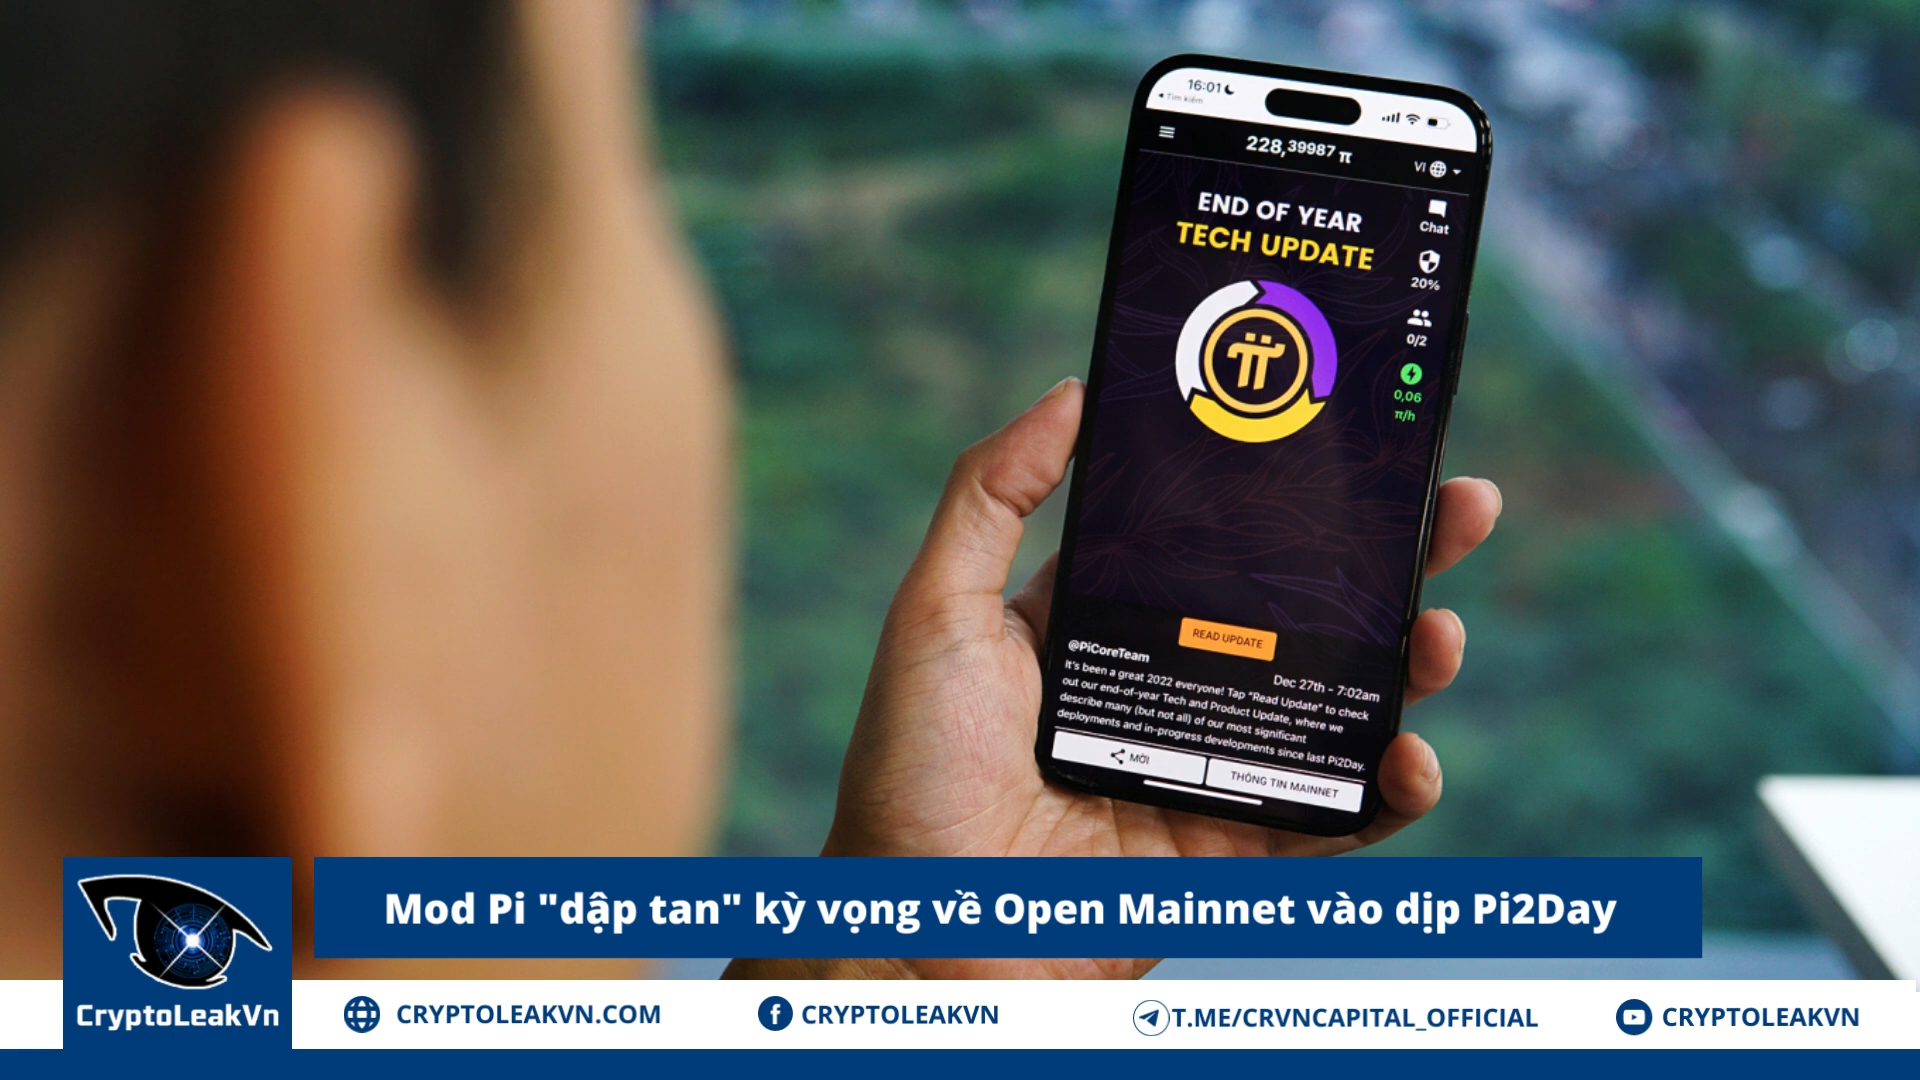 16:01
Tìm kiếm
228,39987 π
VI
END OF YEAR
TECH UPDATE
Chat
20%
0/2
0,06
π/h
READ UPDATE
@PiCoreTeam
Dec 27th - 7:02am
It's been a great 2022 everyone! Tap "Read Update" to check
out our end-of-year Tech and Product Update, where we
describe many (but not all) of our most significant
deployments and in-progress developments since last Pi2Day.
MỜI
THÔNG TIN MAINNET
Mod Pi "dập tan" kỳ vọng về Open Mainnet vào dịp Pi2Day
CryptoLeakVn
CRYPTOLEAKVN.COM
CRYPTOLEAKVN
T.ME/CRVNCAPITAL_OFFICIAL
CRYPTOLEAKVN